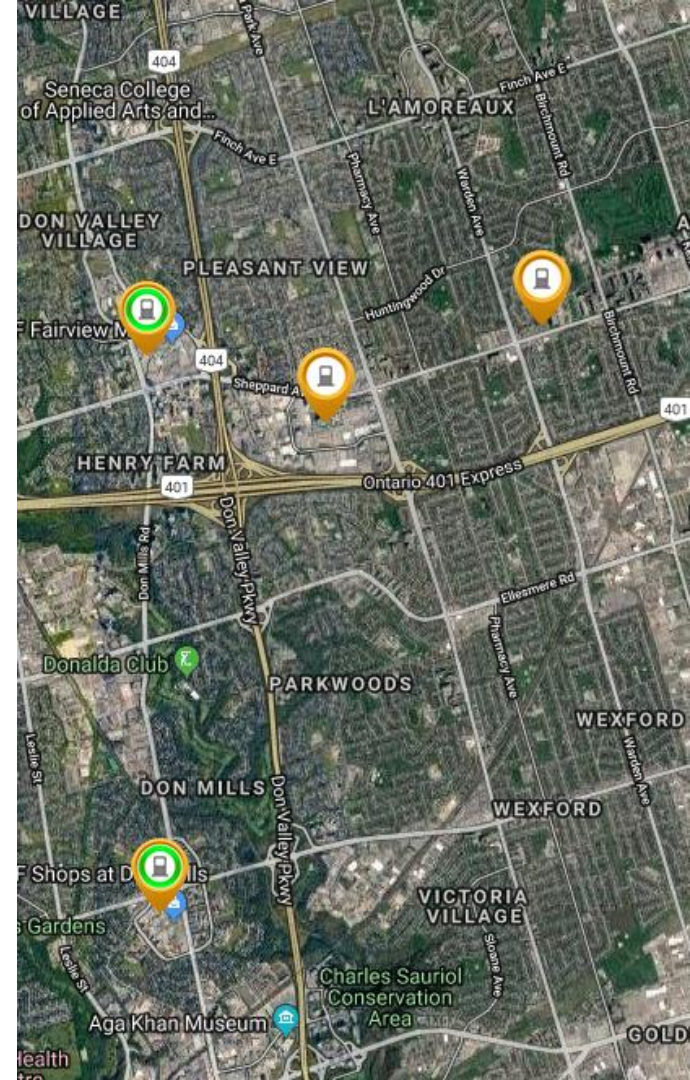 VILLAGE
Park Ave
404
Seneca College
of Applied Arts and...
Finch Ave E
L'AMOREAUX
Finch Ave E
Birchmount Rd
Pharmacy Ave
Warden Ave
DON VALLEY
VILLAGE
PLEASANT VIEW
Huntingwood Dr
F Fairview M
404
Birchmount Rd
Sheppard A
401
HENRY FARM
401
Ontario 401 Express
Don Valley Pkwy
Don Mills Rd
Ellesmere Rd
Pharmacy Ave
Donalda Club
PARKWOODS
WEXFORD
Leslie St
Warden Ave
DON MILLS
Don Valley Pkwy
WEXFORD
F Shops at D lls
VICTORIA
VILLAGE
s Gardens
Sloane Ave
Leslie St
Charles Sauriol
Conservation
Area
Aga Khan Museum
GOLD
Health